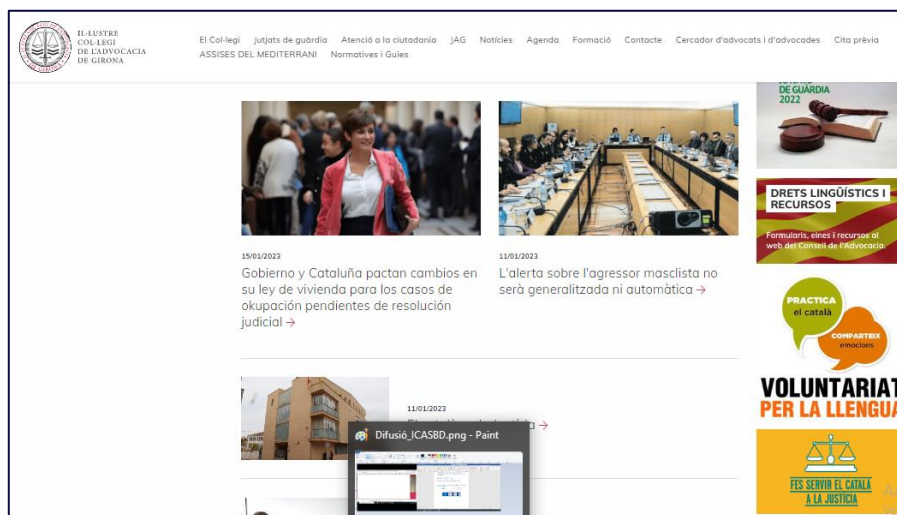 IL·LUSTRE
COL·LEGI
DE L'ADVOCACIA
DE GIRONA
El Col·legi Jutjats de guàrdia Atenció a la ciutadania JAG Notícies Agenda Formació Contacte Cercador d'advocats i d'advocades Cita prèvia
ASSISES DEL MEDITERRANI Normatives i Guies
DE GUÀRDIA
2022
15/01/2023
Gobierno y Cataluña pactan cambios en
su ley de vivienda para los casos de
okupación pendientes de resolución
judicial →
11/01/2023
L'alerta sobre l'agressor masclista no
serà generalitzada ni automàtica →
DRETS LINGÜÍSTICS I
RECURSOS
Formularis, eines i recursos al
web del Consell de l'Advocacia.
PRACTICA
el català
COMPARTEIX
emocions
VOLUNTARIAT
PER LA LLENGUA
11/01/2023
Difusió_ICASBD.png - Paint
FES SERVIR EL CATALÀ
A LA JUSTÍCIA